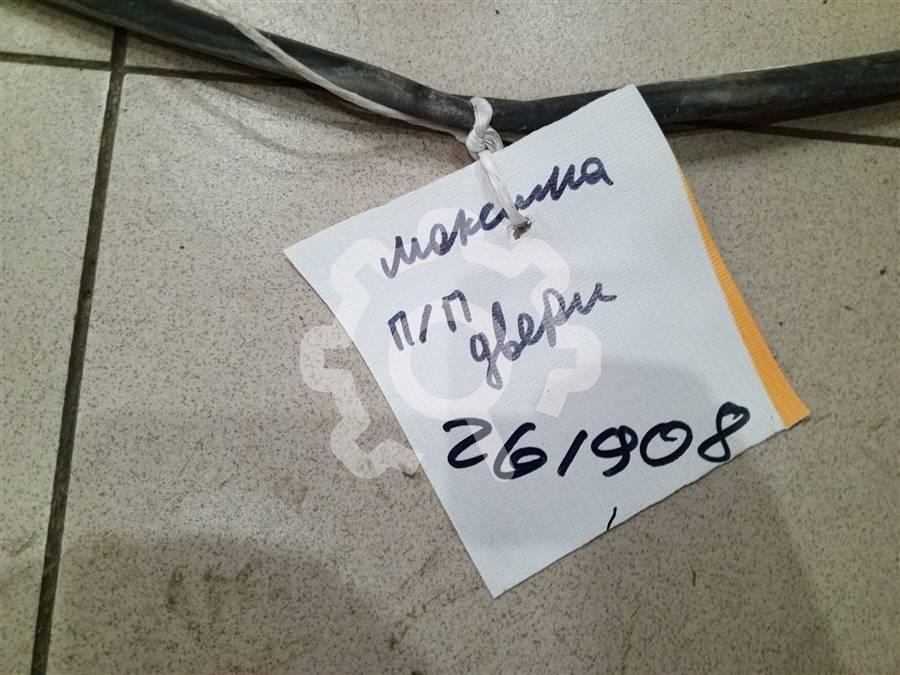 максима
п/п
двери
261908